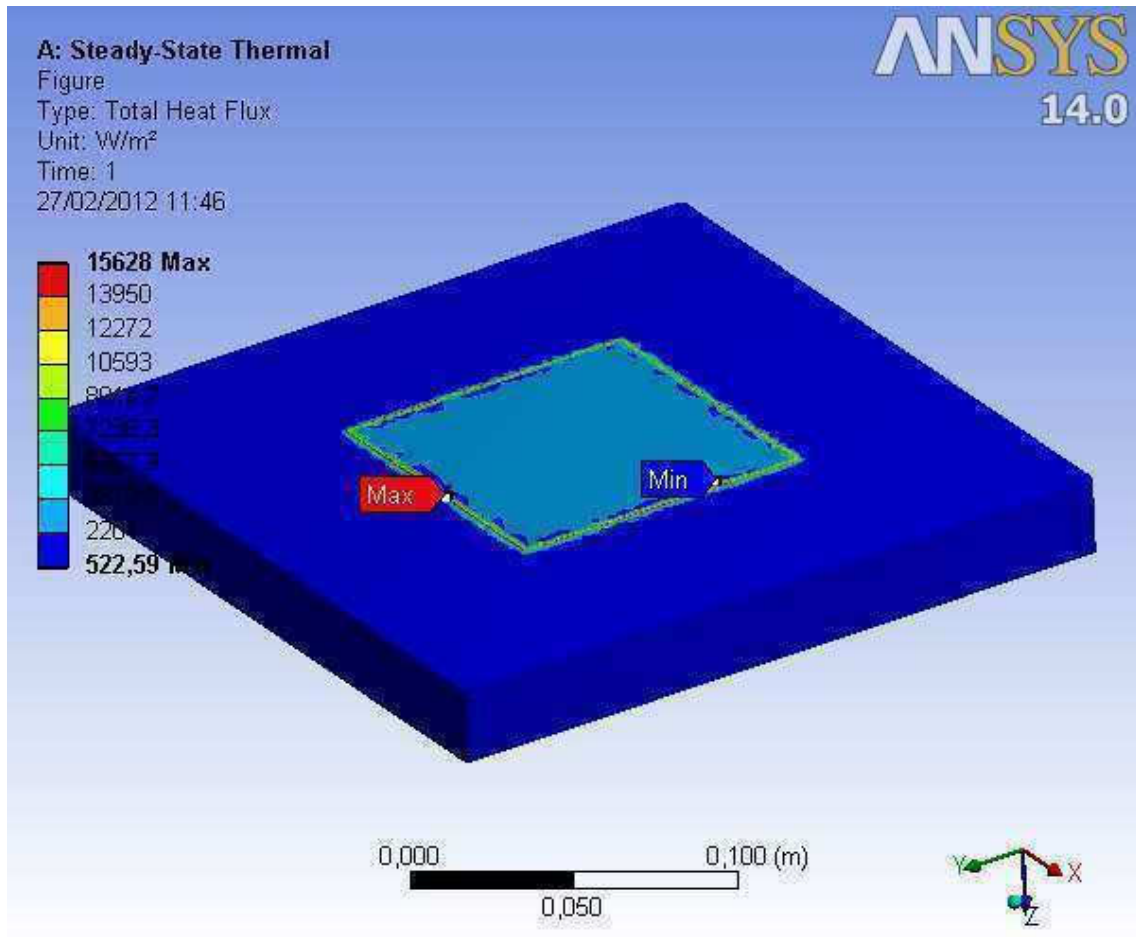 A: Steady-State Thermal
Figure
Type: Total Heat Flux
Unit: W/m²
Time: 1
27/02/2012 11:46
ANSYS
14.0
15628 Max
13950
12272
10593
522,59
Max
Min
0,000
0,100 (m)
0,050
Y
X
Z